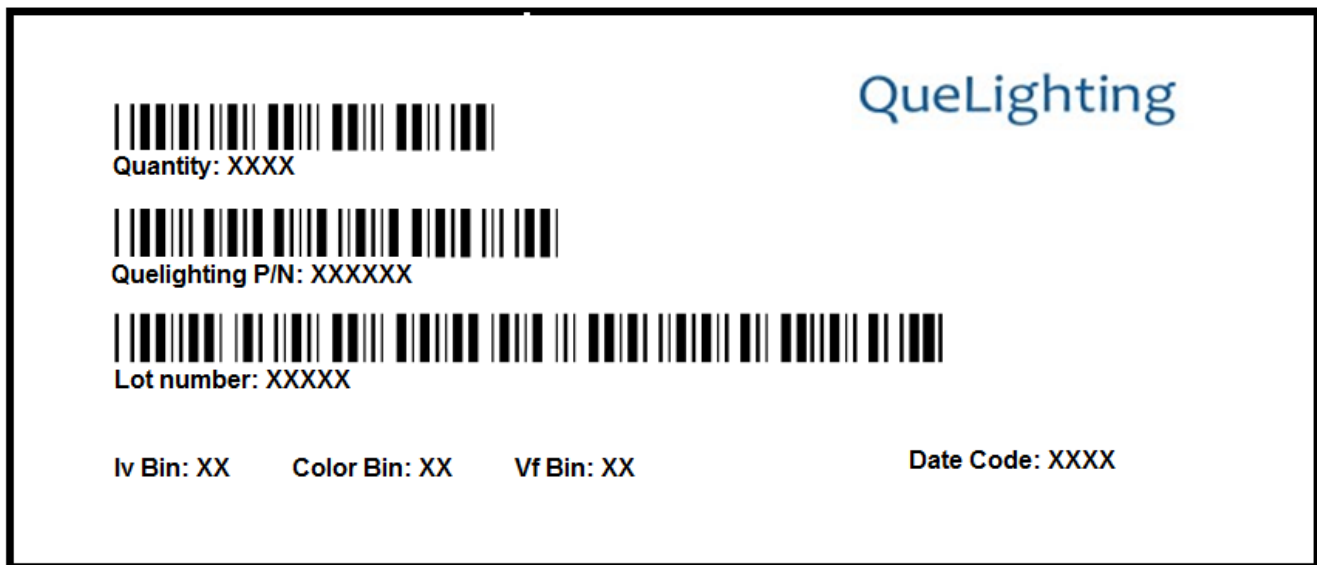 QueLighting
Quantity: XXXX
Quelighting P/N: XXXXXX
Lot number: XXXXX
Iv Bin: XX Color Bin: XX Vf Bin: XX Date Code: XXXX